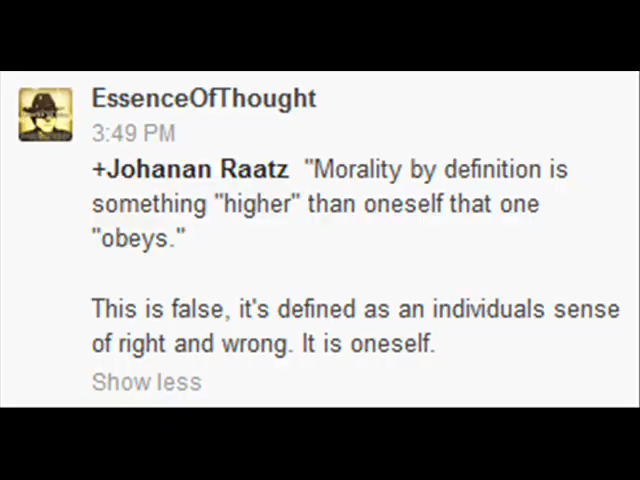 EssenceOfThought
3:49 PM
+Johanan Raatz "Morality by definition is
something "higher" than oneself that one
"obeys."
This is false, it's defined as an individuals sense
of right and wrong. It is oneself.
Show less